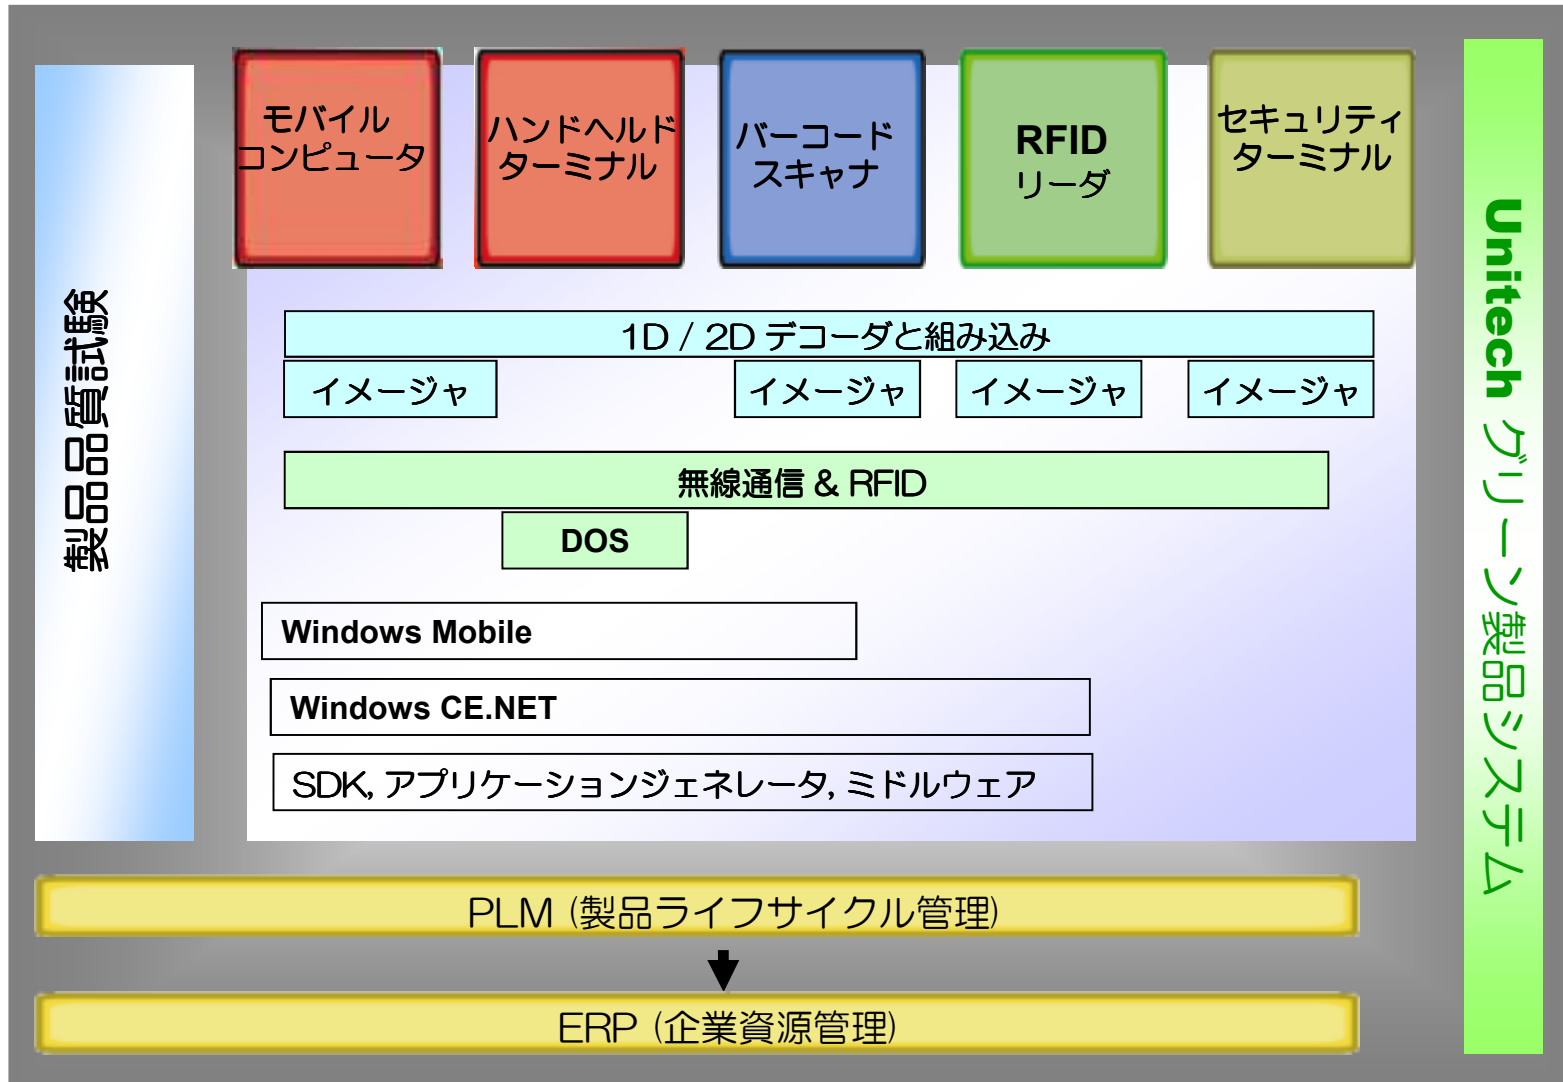 モバイル
コンピュータ
ハンドヘルド
ターミナル
バーコード
スキャナ
RFID
リーダ
セキュリティ
ターミナル
製品品質試験
1D / 2D デコーダと組み込み
イメージャ
イメージャ
イメージャ
イメージャ
無線通信 & RFID
DOS
Windows Mobile
Windows CE.NET
SDK, アプリケーションジェネレータ, ミドルウェア
Unitech グリーン製品システム
PLM (製品ライフサイクル管理)
ERP (企業資源管理)